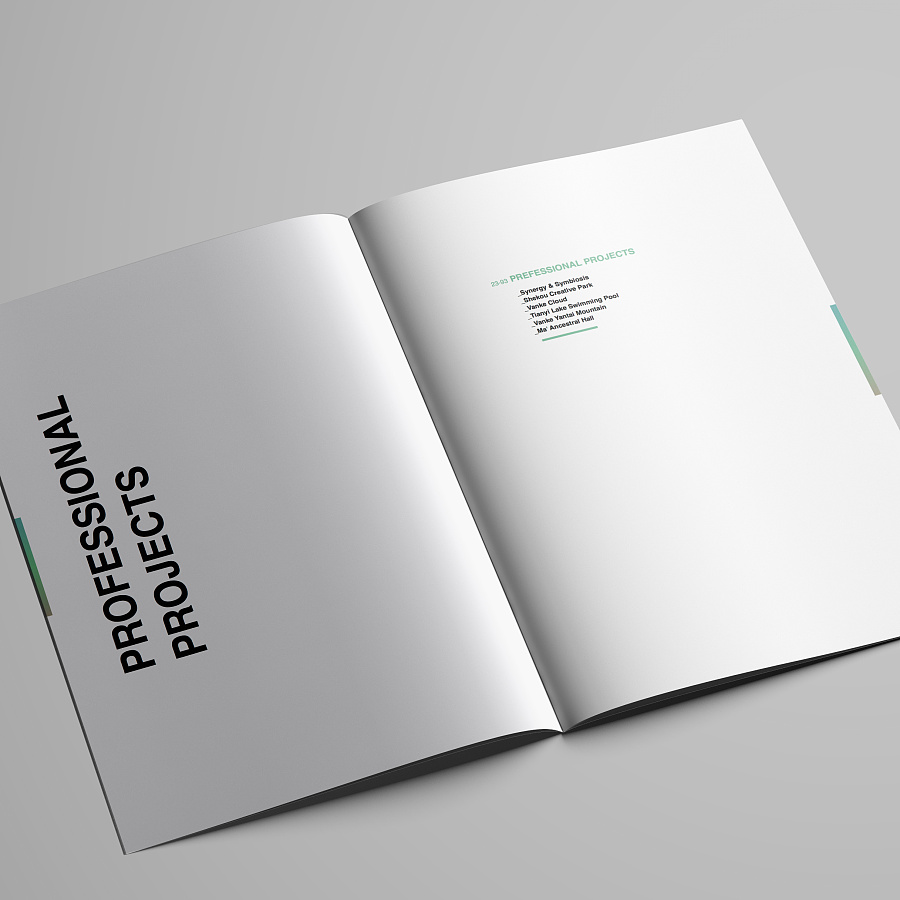 PROFESSIONAL
PROJECTS
23-93 PREFESSIONAL PROJECTS
_Synergy & Symbiosis
_Shekou Creative Park
_Vanke Cloud
_Tianyi Lake Swimming Pool
_Vanke Yantai Mountain
_Ma' Ancestral Hall